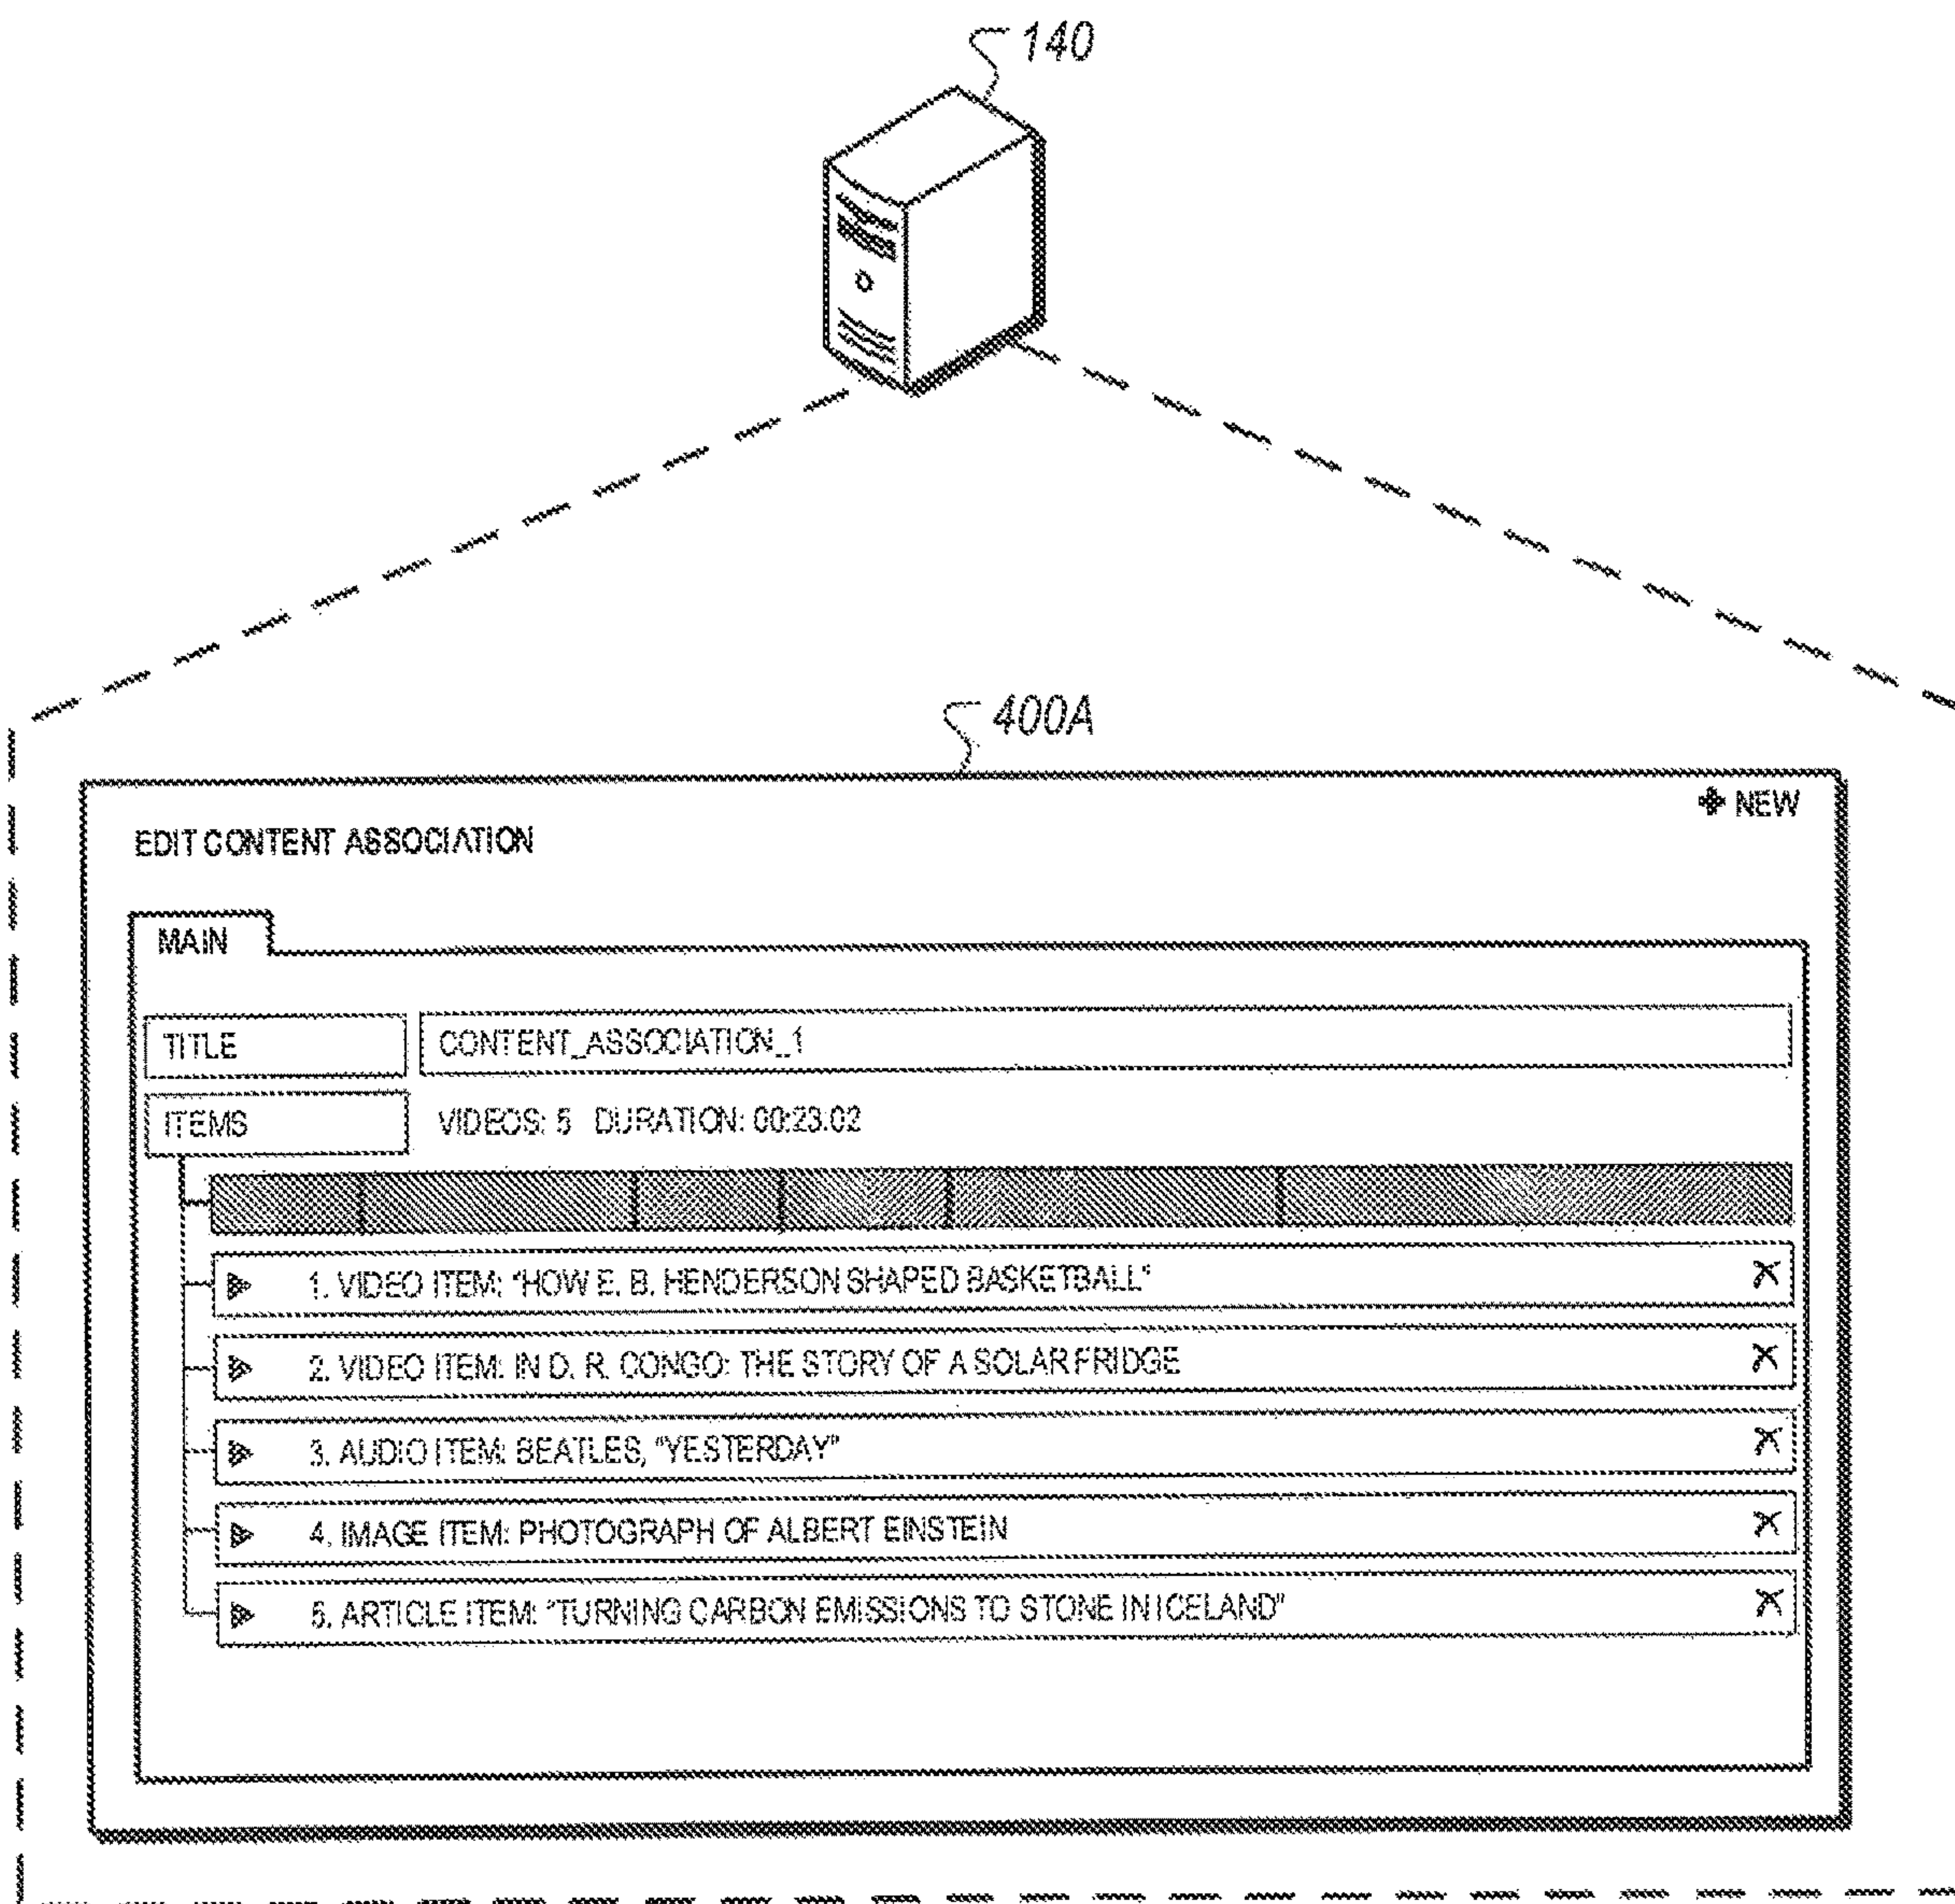 140
400A
NEW
EDIT CONTENT ASSOCIATION
MAIN
TITLE CONTENT_ASSOCIATION_1
ITEMS VIDEOS: 5 DURATION: 00:23.02
1. VIDEO ITEM: "HOW E. B. HENDERSON SHAPED BASKETBALL"
2. VIDEO ITEM: IN D. R. CONGO: THE STORY OF A SOLAR FRIDGE
3. AUDIO ITEM: BEATLES, "YESTERDAY"
4. IMAGE ITEM: PHOTOGRAPH OF ALBERT EINSTEIN
5. ARTICLE ITEM: "TURNING CARBON EMISSIONS TO STONE IN ICELAND"